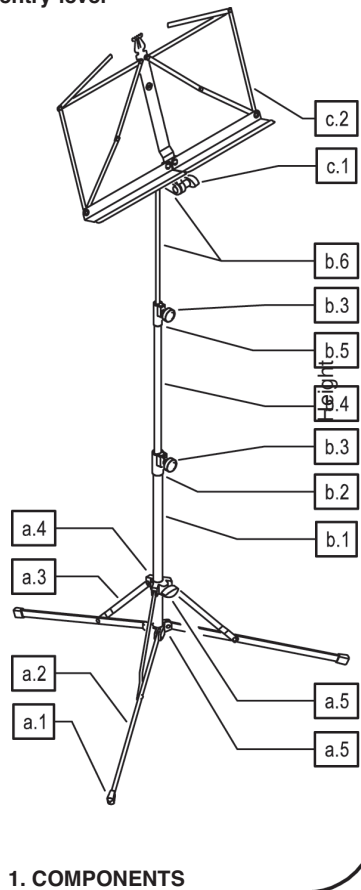 entry-level
c.2
c.1
b.6
b.3
b.5
Height
b.4
b.3
b.2
b.1
a.4
a.3
a.2
a.1
a.5
a.5
1. COMPONENTS